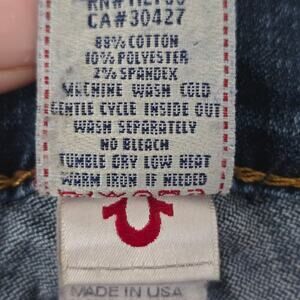 CA#30427
88% COTTON
10% POLYESTER
2% SPANDEX
MACHINE WASH COLD
GENTLE CYCLE INSIDE OUT
WASH SEPARATELY
NO BLEACH
TUMBLE DRY LOW HEAT
WARM IRON IF NEEDED
MADE IN USA